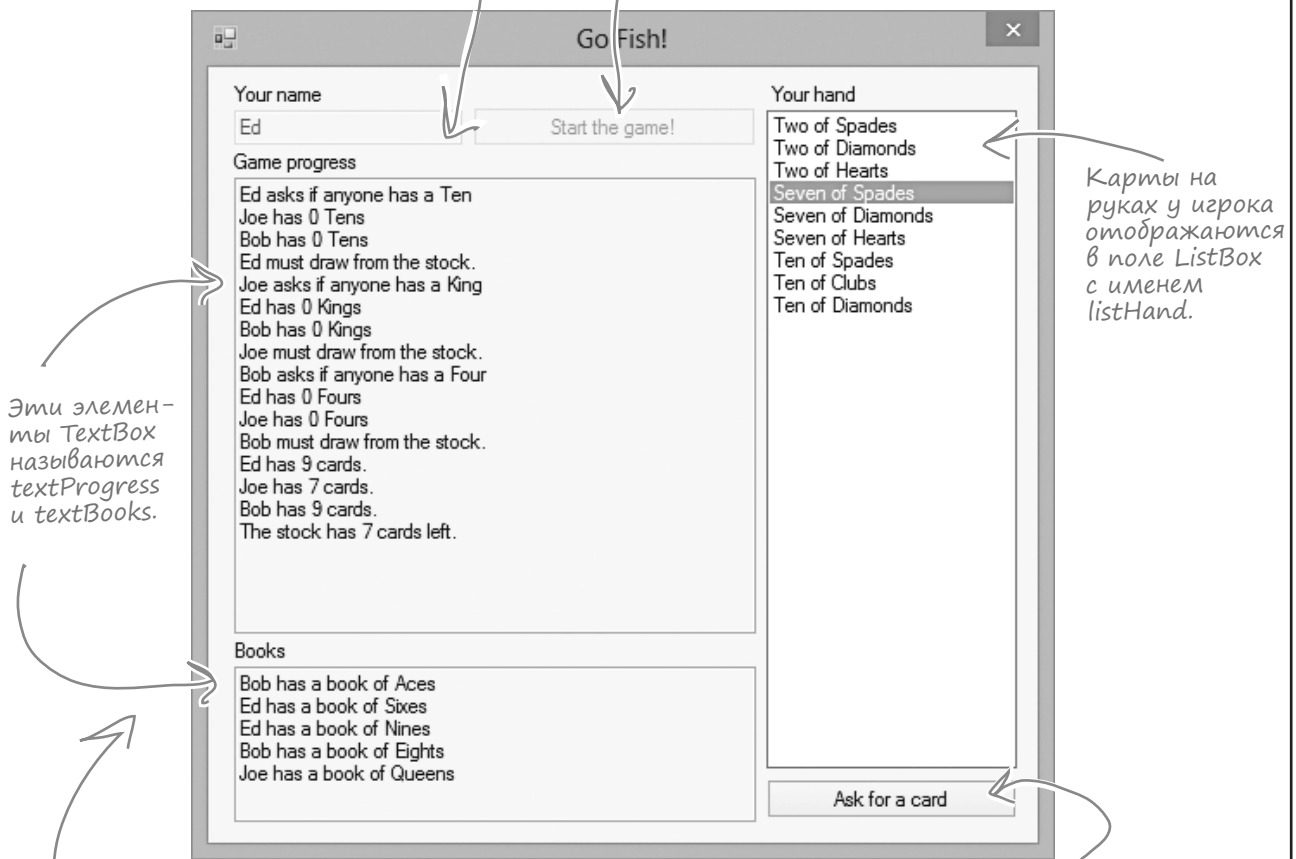 Go Fish!
Your name
Ed
Start the game!
Game progress
Ed asks if anyone has a Ten
Joe has 0 Tens
Bob has 0 Tens
Ed must draw from the stock.
Joe asks if anyone has a King
Ed has 0 Kings
Bob has 0 Kings
Joe must draw from the stock.
Bob asks if anyone has a Four
Ed has 0 Fours
Joe has 0 Fours
Bob must draw from the stock.
Ed has 9 cards.
Joe has 7 cards.
Bob has 9 cards.
The stock has 7 cards left.
Books
Bob has a book of Aces
Ed has a book of Sixes
Ed has a book of Nines
Bob has a book of Eights
Joe has a book of Queens
Your hand
Two of Spades
Two of Diamonds
Two of Hearts
Seven of Spades
Seven of Diamonds
Seven of Hearts
Ten of Spades
Ten of Clubs
Ten of Diamonds
Ask for a card
Карты на
руках у игрока
отображаются
в поле ListBox
с именем
listHand.
Эти элемен-
ты TextBox
называются
textProgress
и textBooks.